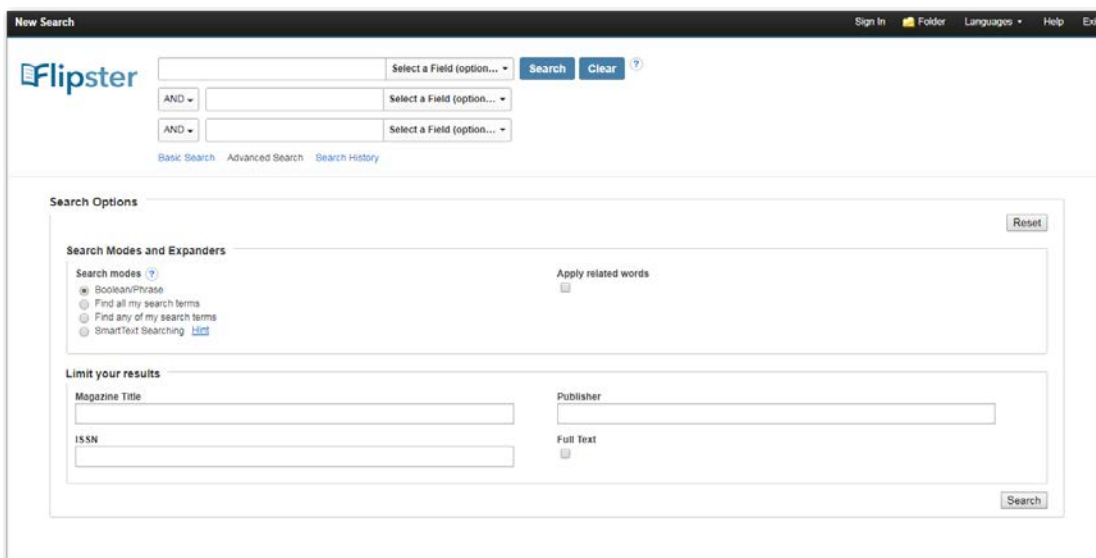 New Search Sign In Folder Languages Help Exi
Flipster
Select a Field (option... Search Clear ?
AND Select a Field (option...
AND Select a Field (option...
Basic Search Advanced Search Search History
Search Options
Reset
Search Modes and Expanders
Search modes ? Apply related words
Boolean/Phrase
Find all my search terms
Find any of my search terms
SmartText Searching Hint
Limit your results
Magazine Title Publisher
ISSN Full Text
Search